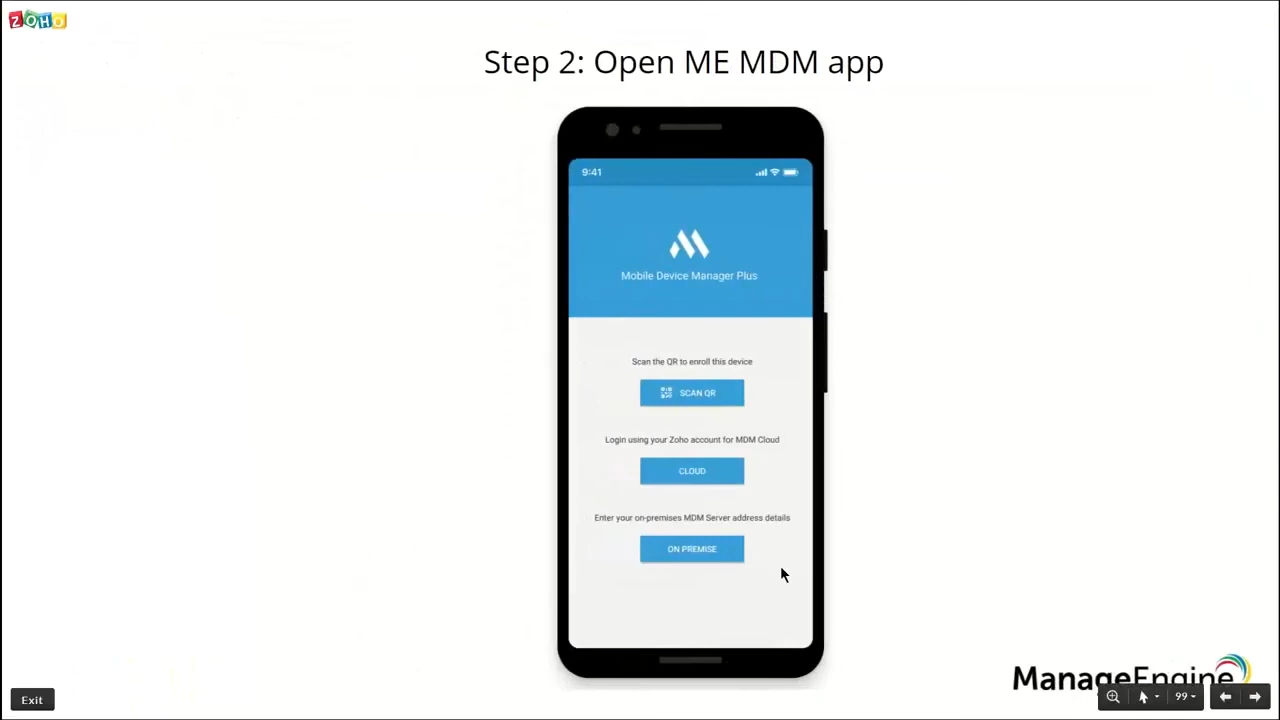 ZOHO
Step 2: Open ME MDM app
9:41
Mobile Device Manager Plus
Scan the QR to enroll this device
SCAN QR
Login using your Zoho account for MDM Cloud
CLOUD
Enter your on-premises MDM Server address details
ON PREMISE
ManageEngine
Exit
99